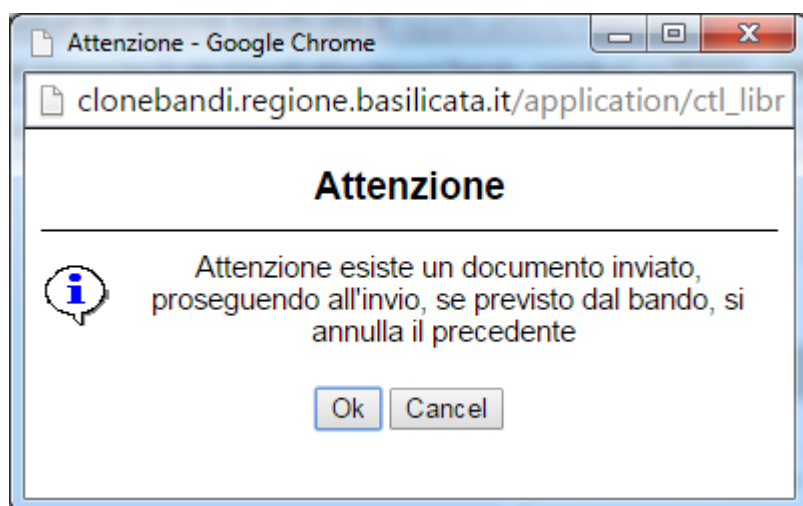 Attenzione - Google Chrome
clonebandi.regione.basilicata.it/application/ctl_libr
Attenzione
Attenzione esiste un documento inviato,
proseguendo all'invio, se previsto dal bando, si
annulla il precedente
Ok Cancel